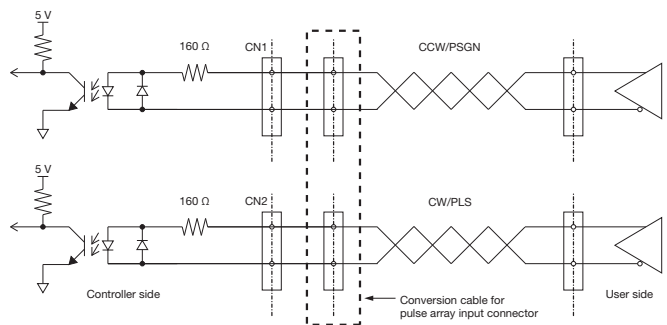 5 V
160 Ω
CN1
CCW/PSGN
5 V
160 Ω
CN2
CW/PLS
Controller side
Conversion cable for
pulse array input connector
User side